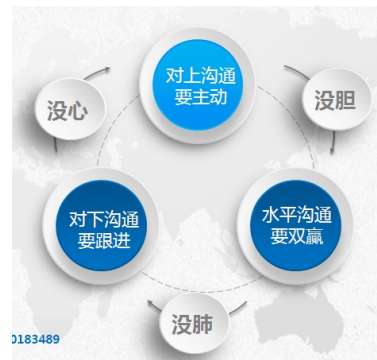 对上沟通
要主动
没心
没胆
对下沟通
要跟进
水平沟通
要双赢
没肺
0183489